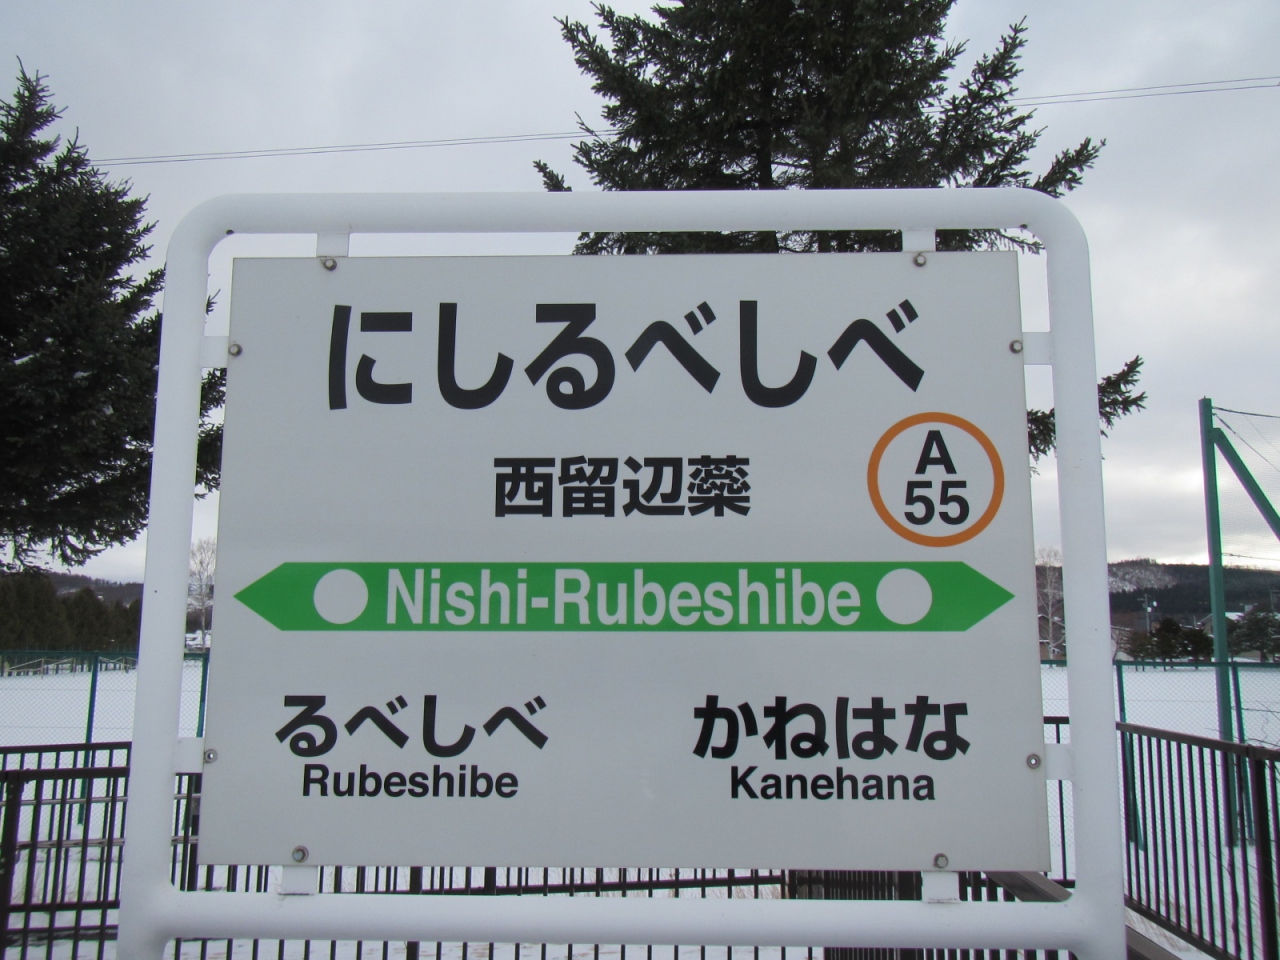 にしるべしべ
西留辺蘂
A
55
Nishi-Rubeshibe
るべしべ かねはな
Rubeshibe Kanehana